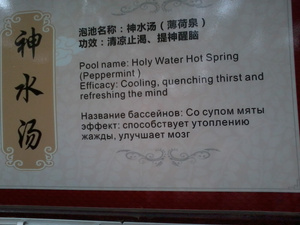 神水汤
泡池名称：神水汤（薄荷泉）
功效：清凉止渴、提神醒脑
Pool name: Holy Water Hot Spring
(Peppermint )
Efficacy: Cooling, quenching thirst and
refreshing the mind
Название бассейнов: Со супом мяты
эффект: способствует утоплению
жажды, улучшает мозг